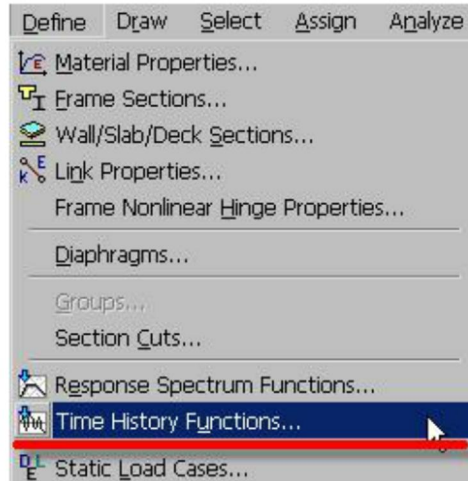 Define Draw Select Assign Analyze
Material Properties...
Frame Sections...
Wall/Slab/Deck Sections...
Link Properties...
Frame Nonlinear Hinge Properties...
Diaphragms...
Groups...
Section Cuts...
Response Spectrum Functions...
Time History Functions...
Static Load Cases...